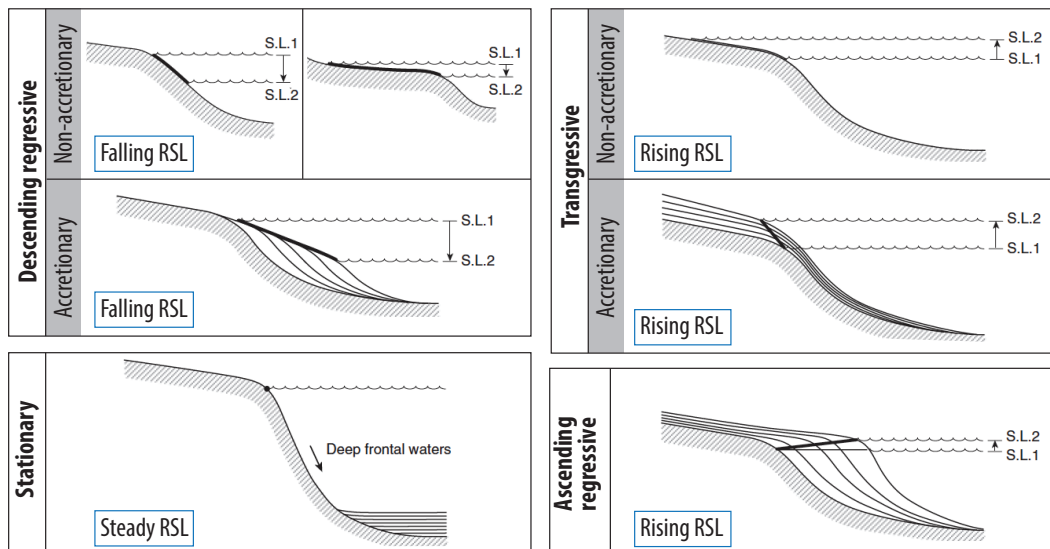 Descending regressive
Non-accretionary
S.L.1
S.L.2
Falling RSL
S.L.1
S.L.2
Accretionary
S.L.1
S.L.2
Falling RSL
Stationary
Deep frontal waters
Steady RSL
Transgressive
Non-accretionary
S.L.2
S.L.1
Rising RSL
Accretionary
S.L.2
S.L.1
Rising RSL
Ascending
regressive
S.L.2
S.L.1
Rising RSL